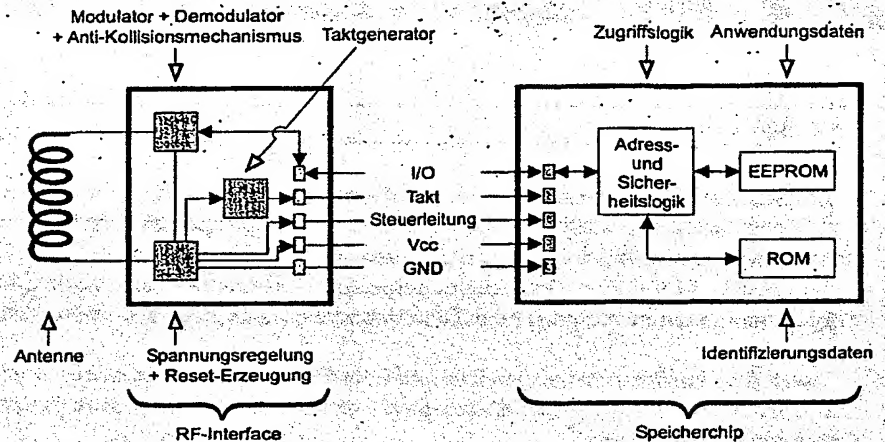 Modulator + Demodulator
+ Anti-Kollisionsmechanismus
Taktgenerator
Zugriffslogik
Anwendungsdaten
I/O
Takt
Steuerleitung
Vcc
GND
Adress-
und
Sicher-
heitslogik
EEPROM
ROM
Antenne
Spannungsregelung
+ Reset-Erzeugung
Identifizierungsdaten
RF-Interface
Speicherchip